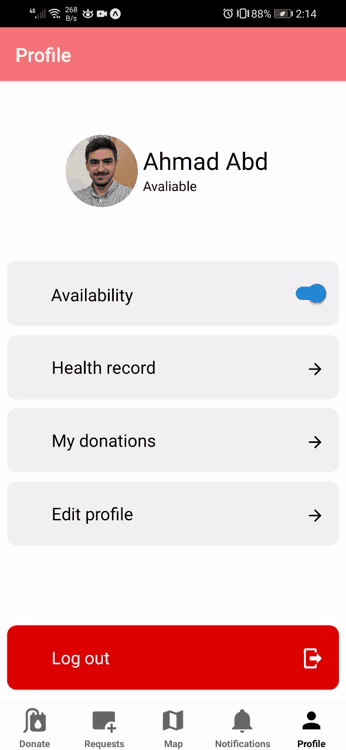 268
B/s
88%
2:14
Profile
Ahmad Abd
Avaliable
Availability
Health record
My donations
Edit profile
Log out
Donate
Requests
Map
Notifications
Profile